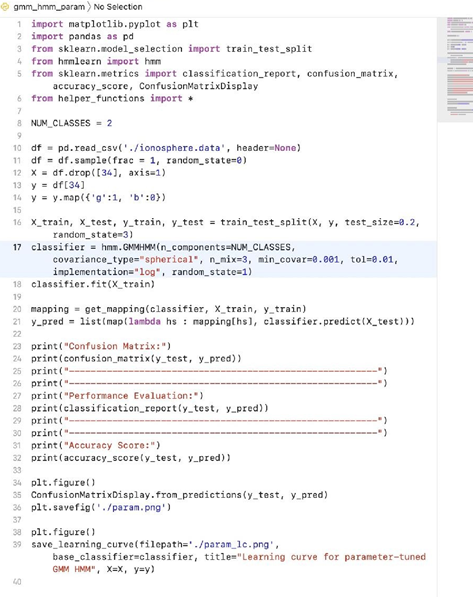 gmm_hmm_param > No Selection
1 import matplotlib.pyplot as plt
2 import pandas as pd
3 from sklearn.model_selection import train_test_split
4 from hmmlearn import hmm
5 from sklearn.metrics import classification_report, confusion_matrix,
accuracy_score, ConfusionMatrixDisplay
6 from helper_functions import *
7
8 NUM_CLASSES = 2
9
10 df = pd.read_csv('./ionosphere.data', header=None)
11 df = df.sample(frac = 1, random_state=0)
12 X = df.drop([34], axis=1)
13 y = df[34]
14 y = y.map({'g':1, 'b':0})
15
16 X_train, X_test, y_train, y_test = train_test_split(X, y, test_size=0.2,
random_state=3)
17 classifier = hmm.GMMHMM(n_components=NUM_CLASSES,
covariance_type="spherical", n_mix=3, min_covar=0.001, tol=0.01,
implementation="log", random_state=1)
18 classifier.fit(X_train)
19
20 mapping = get_mapping(classifier, X_train, y_train)
21 y_pred = list(map(lambda hs : mapping[hs], classifier.predict(X_test)))
22
23 print("Confusion Matrix:")
24 print(confusion_matrix(y_test, y_pred))
25 print("------------------------------------------------------")
26 print("------------------------------------------------------")
27 print("Performance Evaluation:")
28 print(classification_report(y_test, y_pred))
29 print("------------------------------------------------------")
30 print("------------------------------------------------------")
31 print("Accuracy Score:")
32 print(accuracy_score(y_test, y_pred))
33
34 plt.figure()
35 ConfusionMatrixDisplay.from_predictions(y_test, y_pred)
36 plt.savefig('./param.png')
37
38 plt.figure()
39 save_learning_curve(filepath='./param_lc.png',
base_classifier=classifier, title="Learning curve for parameter-tuned
GMM HMM", X=X, y=y)
40